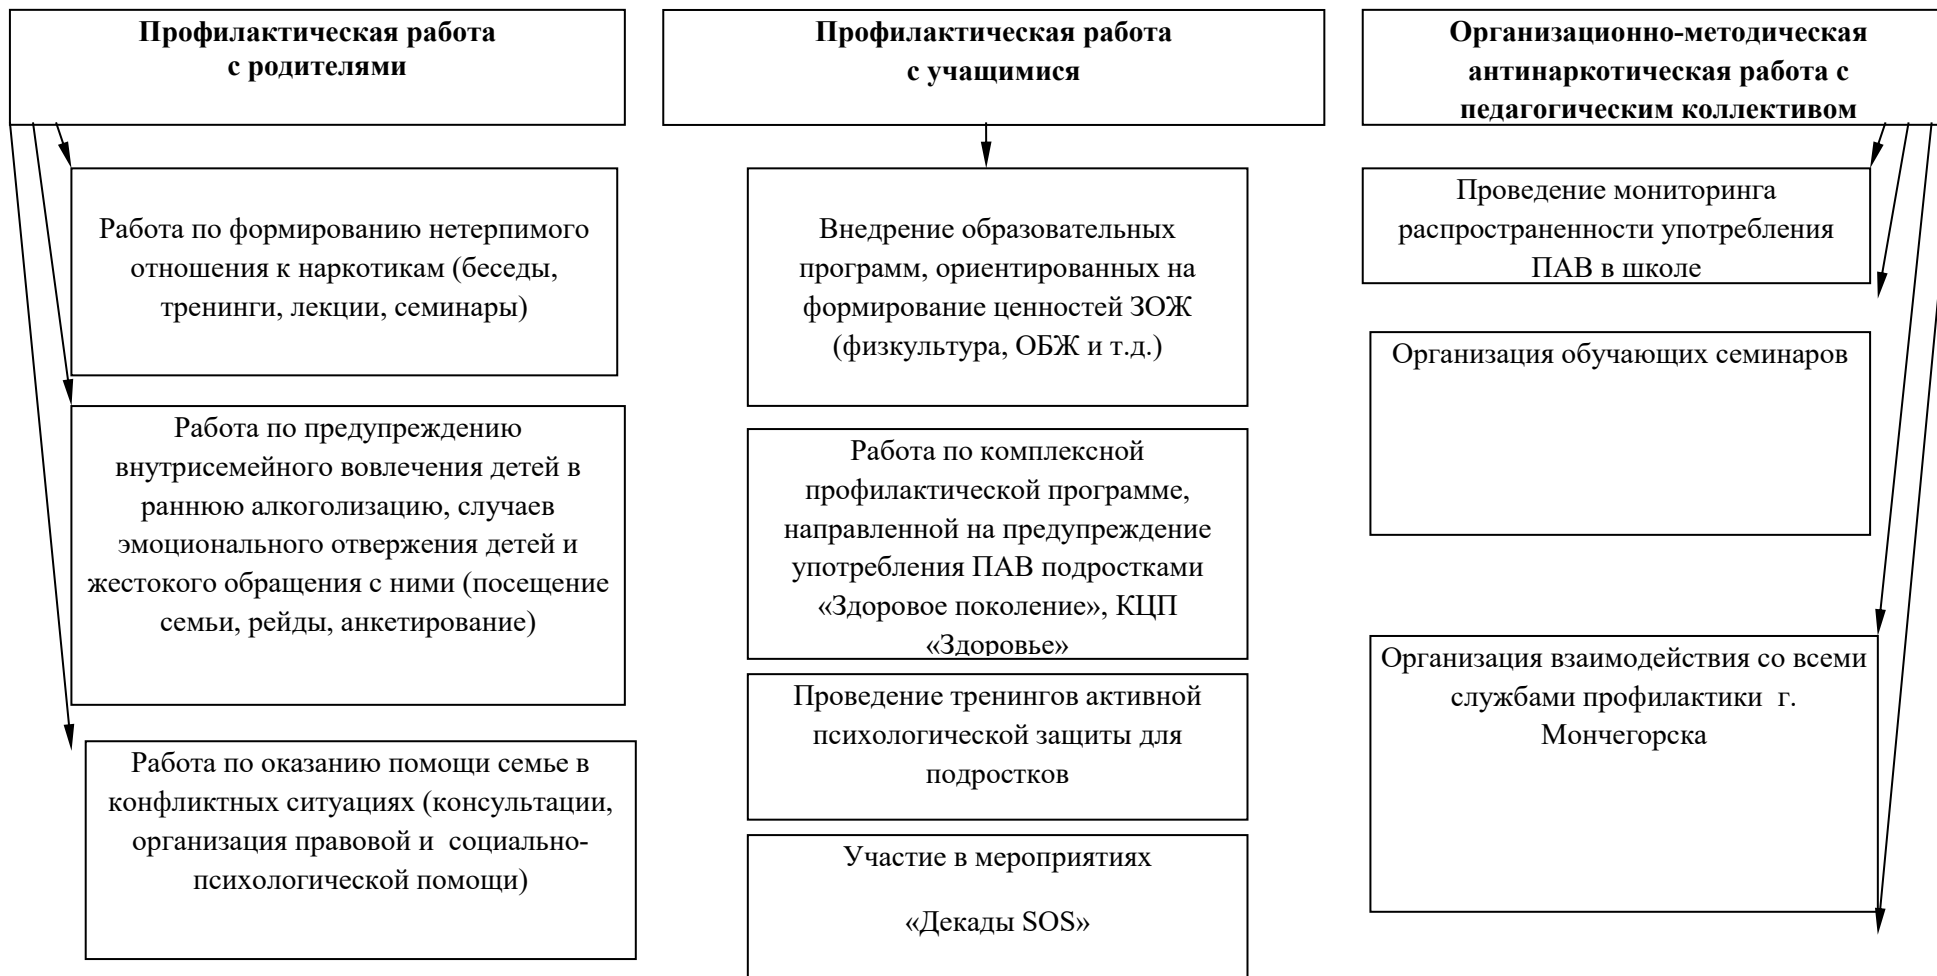 Профилактическая работа
с родителями
Работа по формированию нетерпимого
отношения к наркотикам (беседы,
тренинги, лекции, семинары)
Работа по предупреждению
внутрисемейного вовлечения детей в
раннюю алкоголизацию, случаев
эмоционального отвержения детей и
жестокого обращения с ними (посещение
семьи, рейды, анкетирование)
Работа по оказанию помощи семье в
конфликтных ситуациях (консультации,
организация правовой и социально-
психологической помощи)
Профилактическая работа
с учащимися
Внедрение образовательных
программ, ориентированных на
формирование ценностей ЗОЖ
(физкультура, ОБЖ и т.д.)
Работа по комплексной
профилактической программе,
направленной на предупреждение
употребления ПАВ подростками
«Здоровое поколение», КЦП
«Здоровье»
Проведение тренингов активной
психологической защиты для
подростков
Участие в мероприятиях
«Декады SOS»
Организационно-методическая
антинаркотическая работа с
педагогическим коллективом
Проведение мониторинга
распространенности употребления
ПАВ в школе
Организация обучающих семинаров
Организация взаимодействия со всеми
службами профилактики г.
Мончегорска